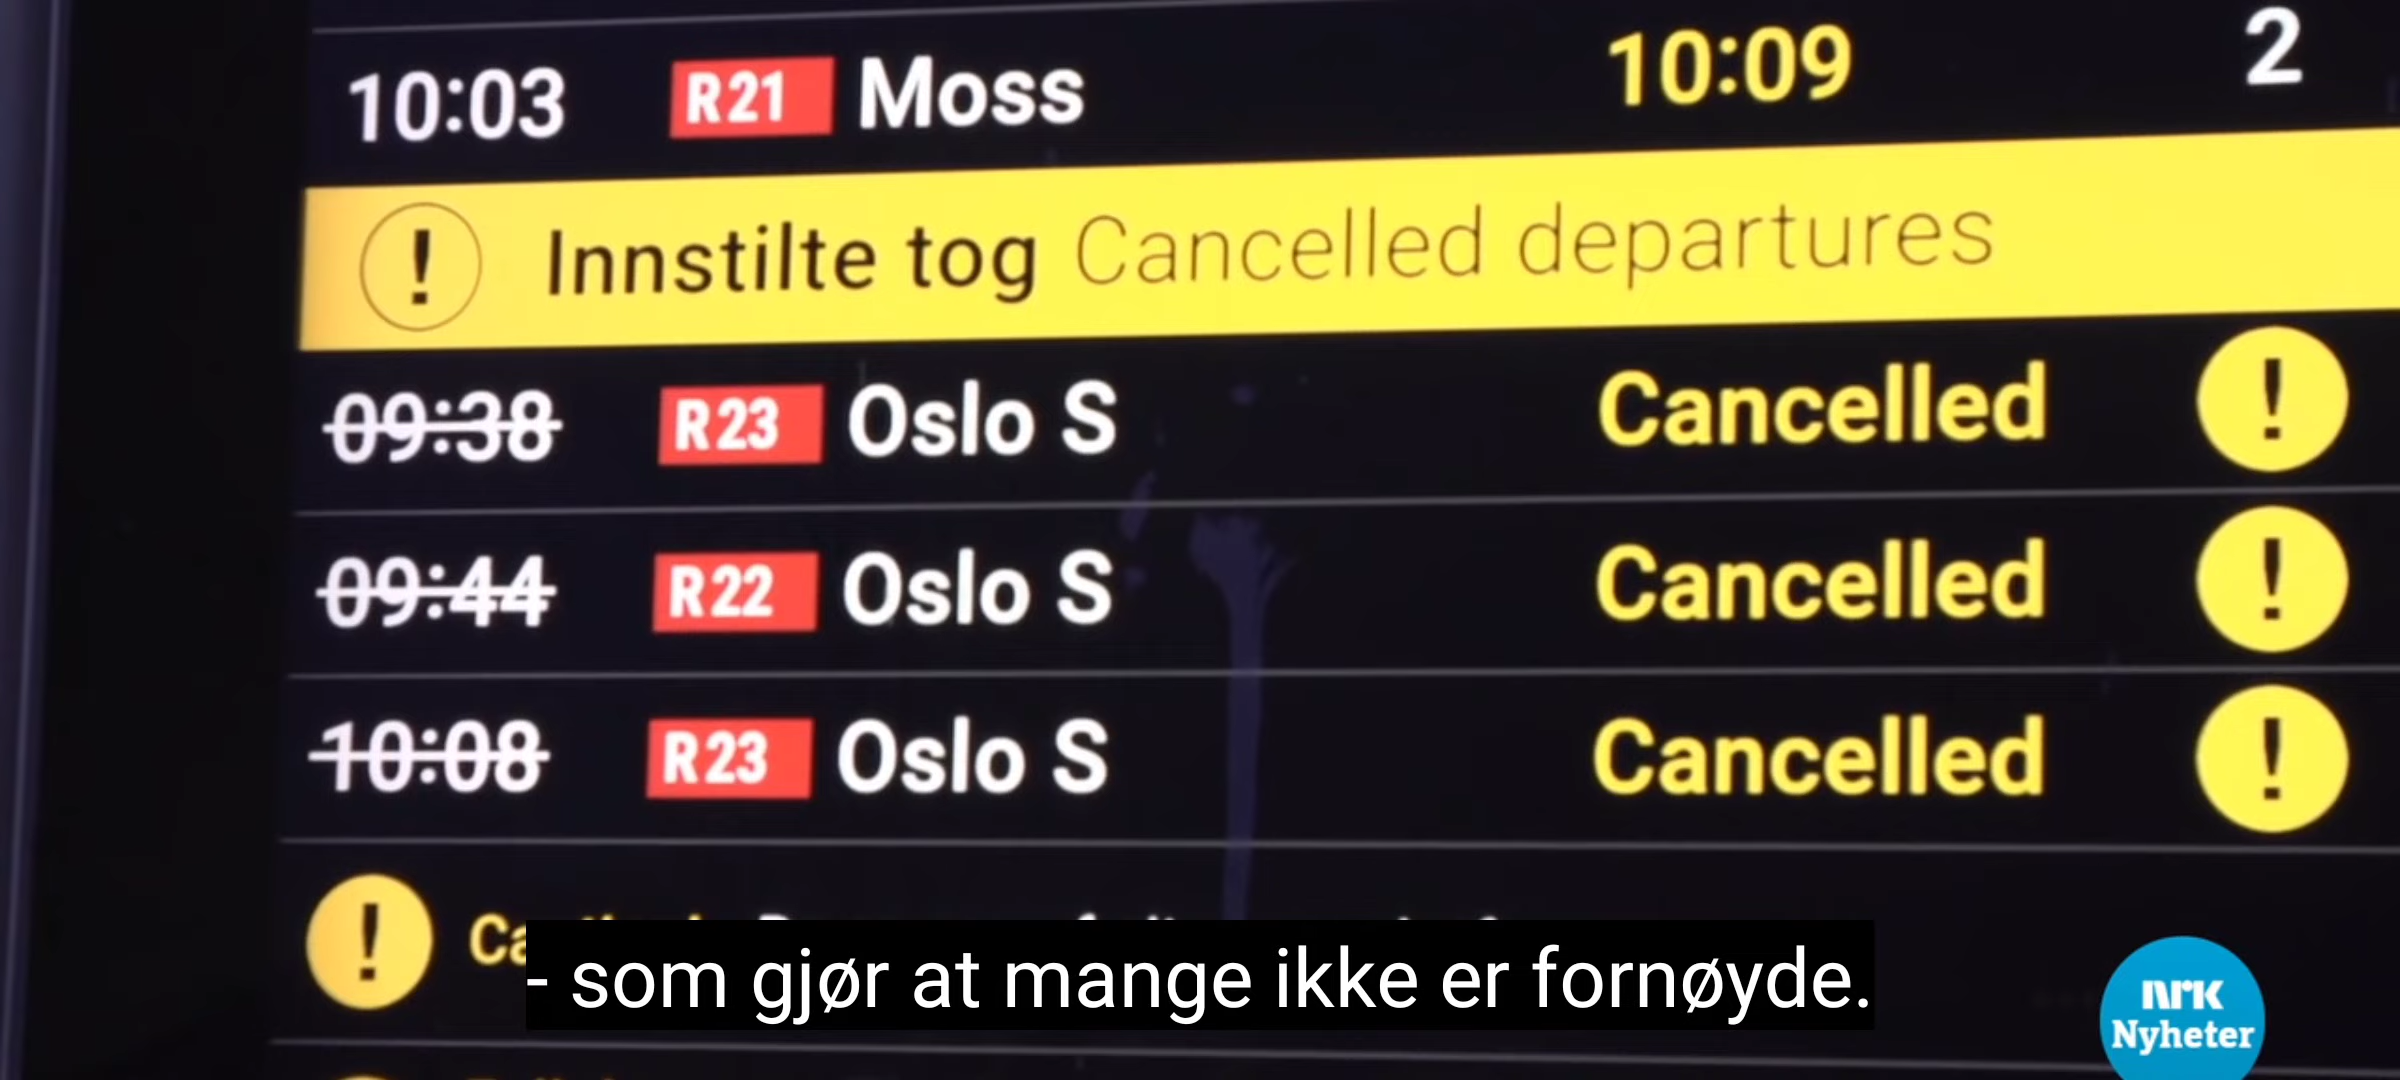 10:03 R21 Moss 10:09 2
! Innstilte tog Cancelled departures
09:38 R23 Oslo S Cancelled !
09:44 R22 Oslo S Cancelled !
10:08 R23 Oslo S Cancelled !
!
- som gjør at mange ikke er fornøyde.
nrk
Nyheter